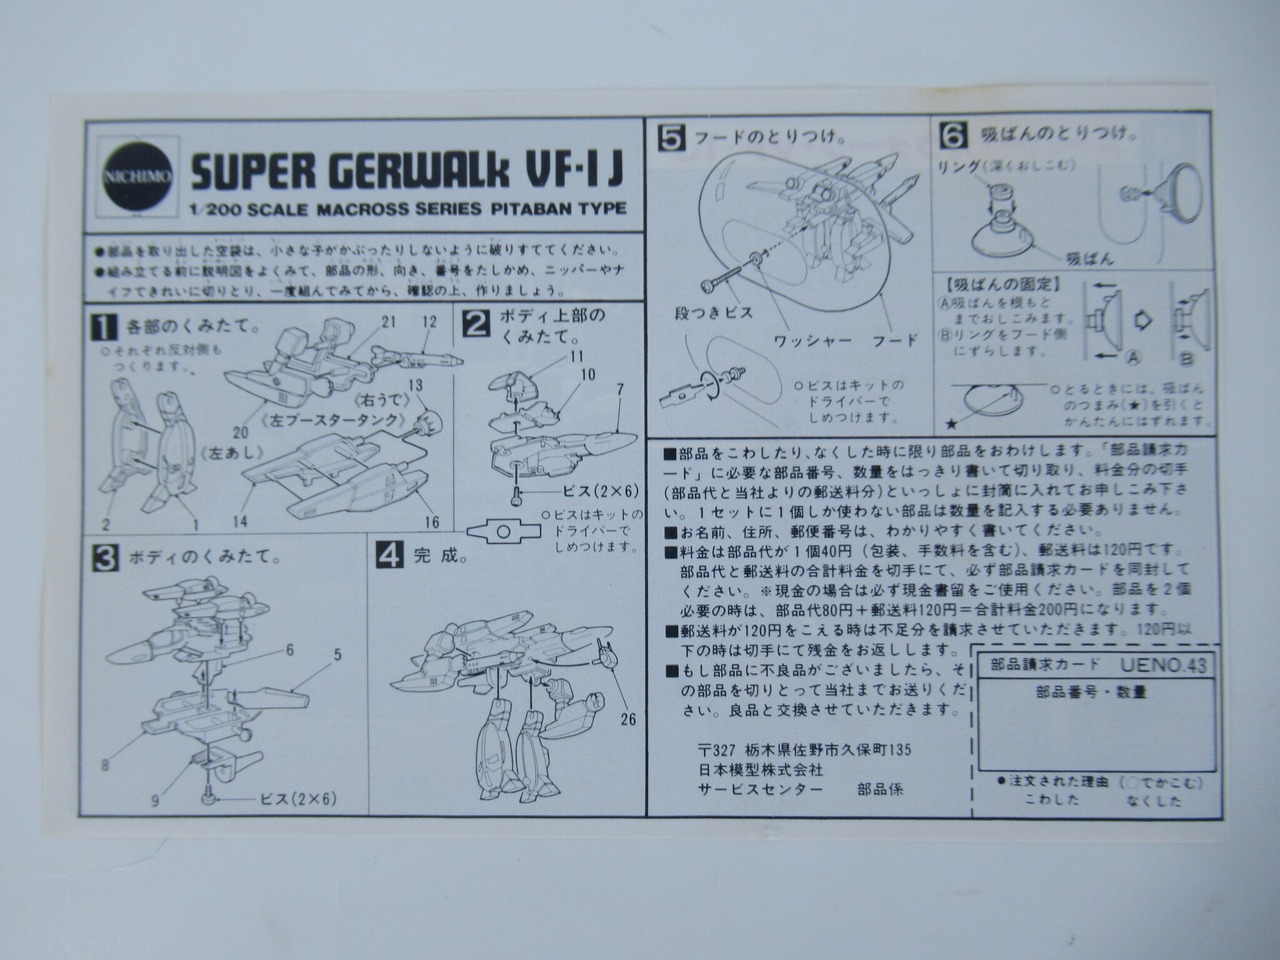 NICHIMO
SUPER GERWALK VF-1J
1/200 SCALE MACROSS SERIES PITABAN TYPE
●部品を取り出した空袋は、小さな子がかぶったりしないように破りすててください。
●組み立てる前に説明図をよくみて、部品の形、向き、番号をたしかめ、ニッパーやナ
イフできれいに切りとり、一度組んでみてから、確認の上、作りましょう。
1 各部のくみたて。
○それぞれ反対側も
つくります。
21
12
13
20
〈右うで〉
〈左ブースタータンク〉
〈左あし〉
2
1
14
16
2 ボディ上部の
くみたて。
11
10
7
ビス(2×6)
○ビスはキットの
ドライバーで
しめつけます。
3 ボディのくみたて。
6
5
8
9
ビス(2×6)
4 完成。
26
5 フードのとりつけ。
段つきビス
ワッシャー
フード
○ビスはキットの
ドライバーで
しめつけます。
6 吸ばんのとりつけ。
リング(深くおしこむ)
吸ばん
【吸ばんの固定】
Ⓐ吸ばんを根もと
までおしこみます。
Ⓑリングをフード側
にずらします。
Ⓐ
Ⓑ
★
○とるときには、吸ばん
のつまみ(★)を引くと
かんたんにはずれます。
■部品をこわしたり、なくした時に限り部品をおわけします。「部品請求カ
ード」に必要な部品番号、数量をはっきり書いて切り取り、料金分の切手
(部品代と当社よりの郵送料分)といっしょに封筒に入れてお申しこみ下さ
い。1セットに1個しか使わない部品は数量を記入する必要ありません。
■お名前、住所、郵便番号は、わかりやすく書いてください。
■料金は部品代が1個40円(包装、手数料を含む)、郵送料は120円です。
部品代と郵送料の合計料金を切手にて、必ず部品請求カードを同封して
ください。※現金の場合は必ず現金書留をご使用ください。部品を2個
必要の時は、部品代80円+郵送料120円=合計料金200円になります。
■郵送料が120円をこえる時は不足分を請求させていただきます。120円以
下の時は切手にて残金をお返しします。
■もし部品に不良品がございましたら、そ
の部品を切りとって当社までお送りくだ
さい。良品と交換させていただきます。
〒327 栃木県佐野市久保町135
日本模型株式会社
サービスセンター 部品係
部品請求カード UENO.43
部品番号・数量
●注文された理由(○でかこむ)
こわした なくした